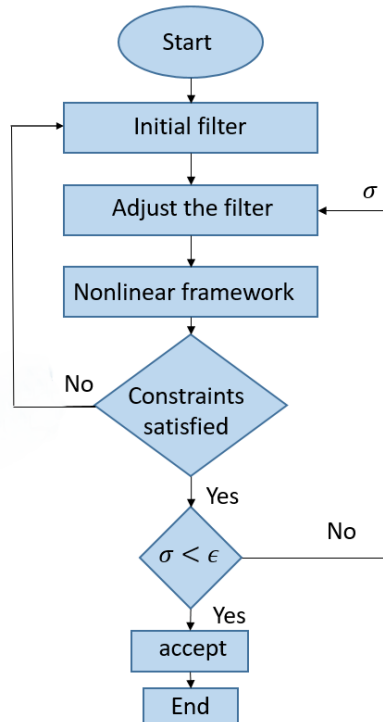 Start
Initial filter
Adjust the filter
σ
Nonlinear framework
No
Constraints
satisfied
Yes
σ < ϵ
No
Yes
accept
End